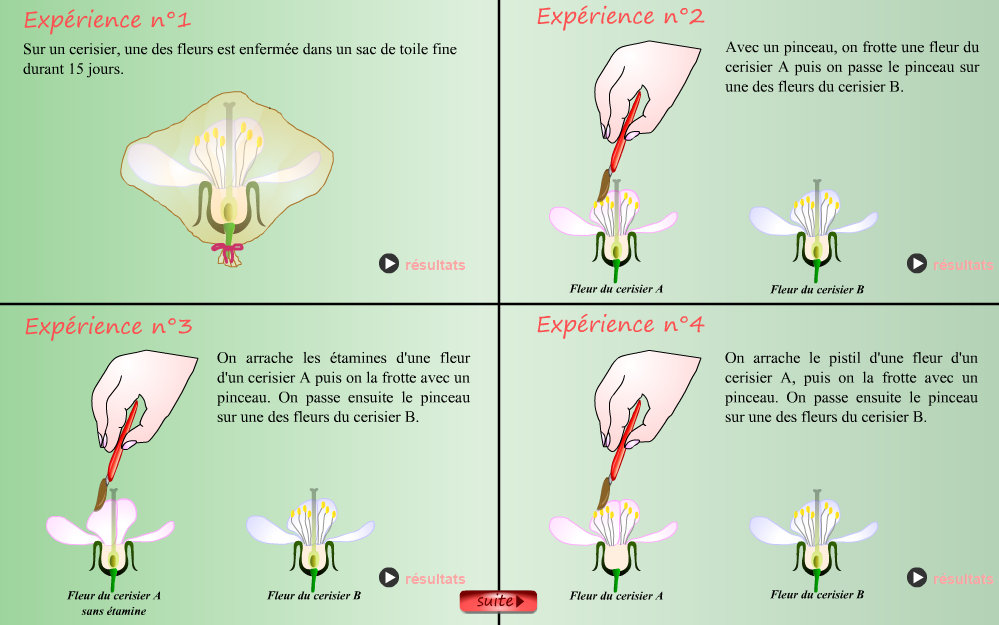 Expérience n°1
Sur un cerisier, une des fleurs est enfermée dans un sac de toile fine
durant 15 jours.
résultats
Expérience n°2
Avec un pinceau, on frotte une fleur du
cerisier A puis on passe le pinceau sur
une des fleurs du cerisier B.
résultats
Fleur du cerisier A
Fleur du cerisier B
Expérience n°3
On arrache les étamines d'une fleur
d'un cerisier A puis on la frotte avec un
pinceau. On passe ensuite le pinceau
sur une des fleurs du cerisier B.
résultats
Fleur du cerisier A
sans étamine
Fleur du cerisier B
suite
Expérience n°4
On arrache le pistil d'une fleur d'un
cerisier A, puis on la frotte avec un
pinceau. On passe ensuite le pinceau
sur une des fleurs du cerisier B.
résultats
Fleur du cerisier A
Fleur du cerisier B